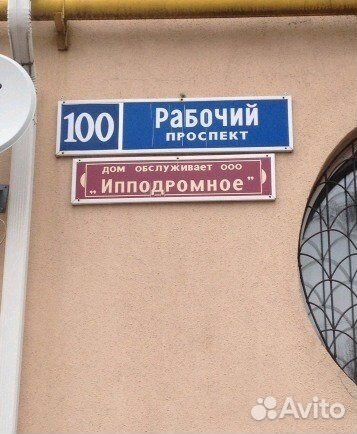 100 Рабочий
проспект
дом обслуживает ооо
„Ипподромное"
Avito